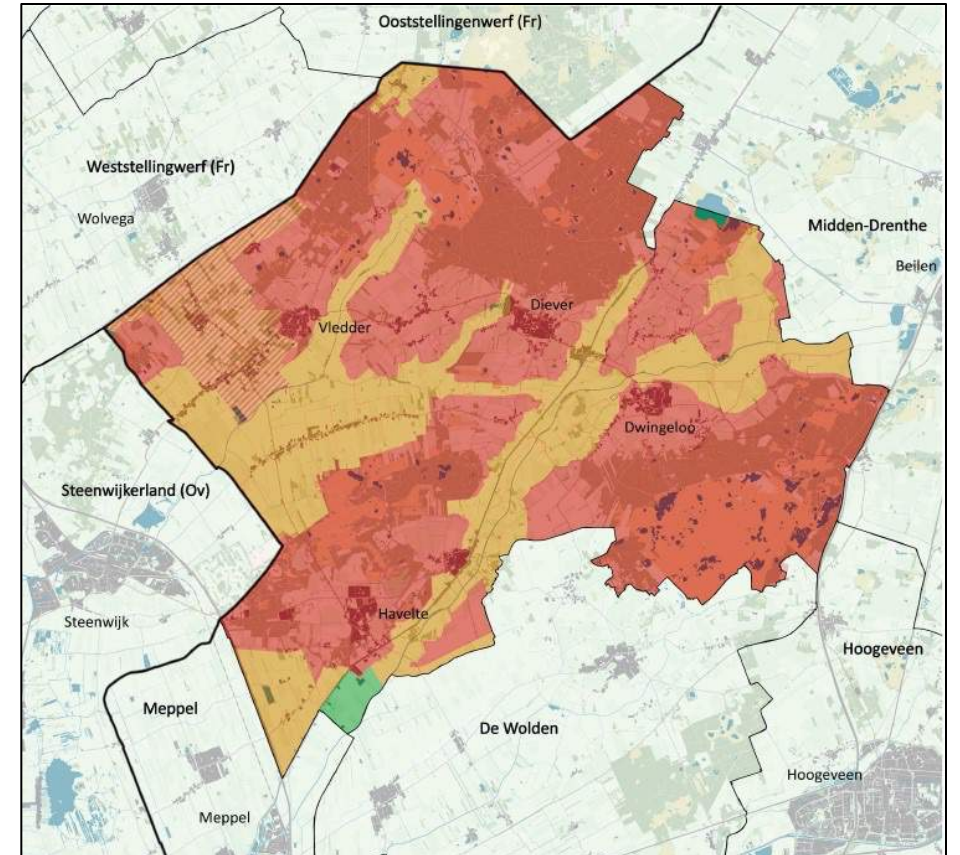 Ooststellingenwerf (Fr)
Weststellingwerf (Fr)
Wolvega
Midden-Drenthe
Beilen
Diever
Vledder
Dwingeloo
Steenwijkerland (Ov)
Steenwijk
Havelte
Hoogeveen
Meppel
De Wolden
Hoogeveen
Meppel